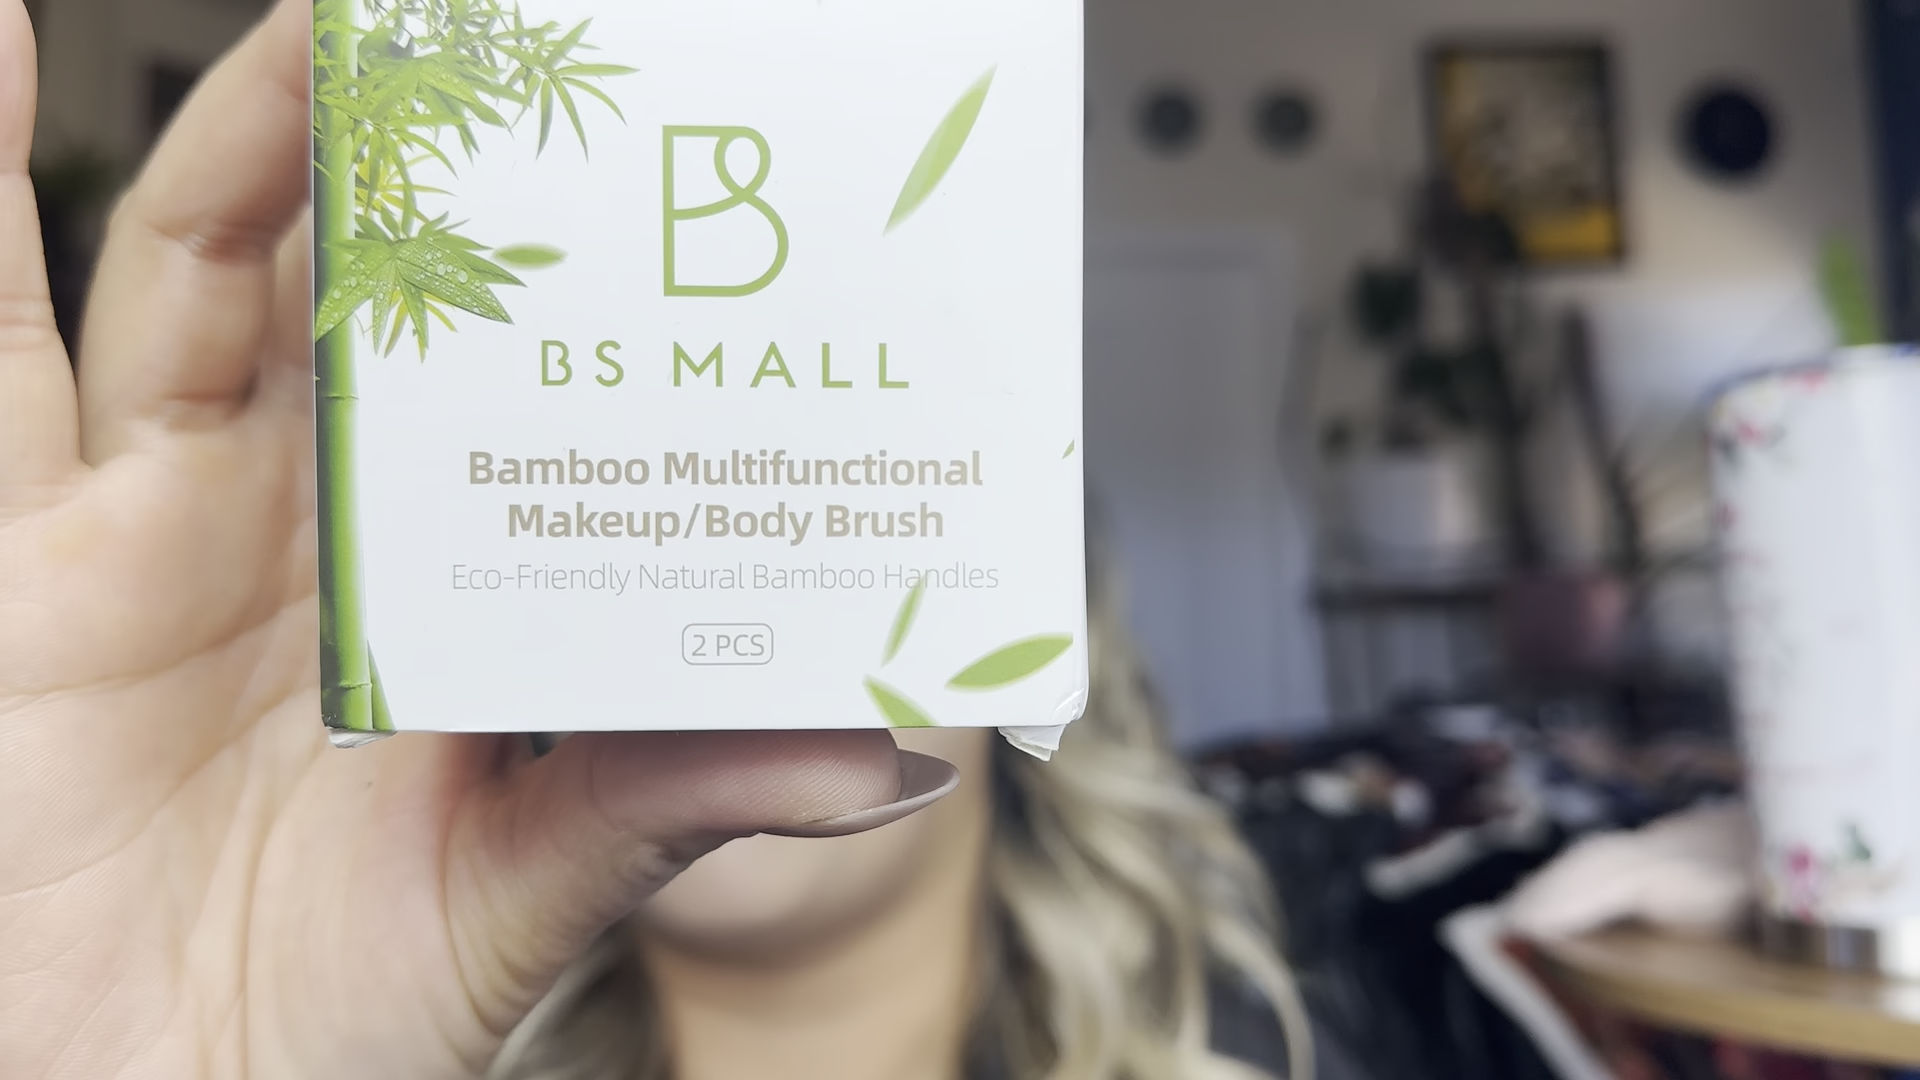 BS MALL
Bamboo Multifunctional
Makeup/Body Brush
Eco-Friendly Natural Bamboo Handles
2 PCS